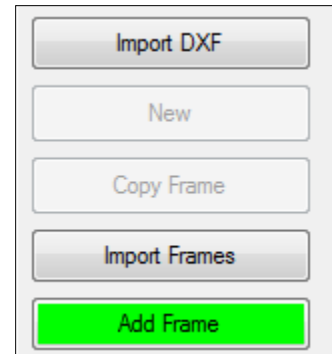 Import DXF
New
Copy Frame
Import Frames
Add Frame